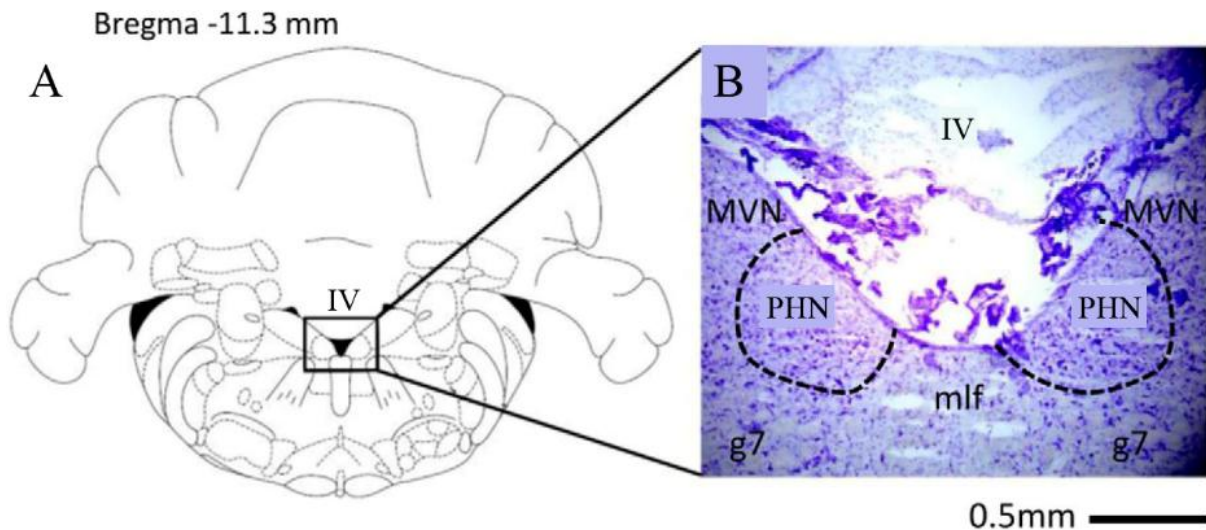 Bregma -11.3 mm
A
IV
B
IV
MVN
MVN
PHN
PHN
mlf
g7
g7
0.5mm